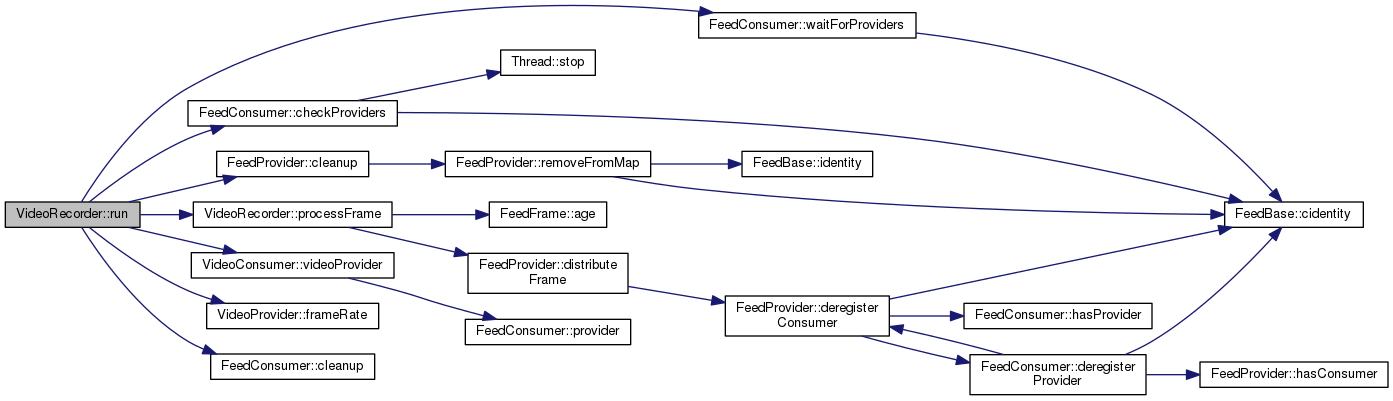 FeedConsumer::waitForProviders
Thread::stop
FeedConsumer::checkProviders
FeedProvider::cleanup
FeedProvider::removeFromMap
FeedBase::identity
VideoRecorder::run
VideoRecorder::processFrame
FeedFrame::age
FeedBase::cidentity
VideoConsumer::videoProvider
FeedProvider::distribute
Frame
VideoProvider::frameRate
FeedConsumer::provider
FeedProvider::deregister
Consumer
FeedConsumer::hasProvider
FeedConsumer::cleanup
FeedConsumer::deregister
Provider
FeedProvider::hasConsumer